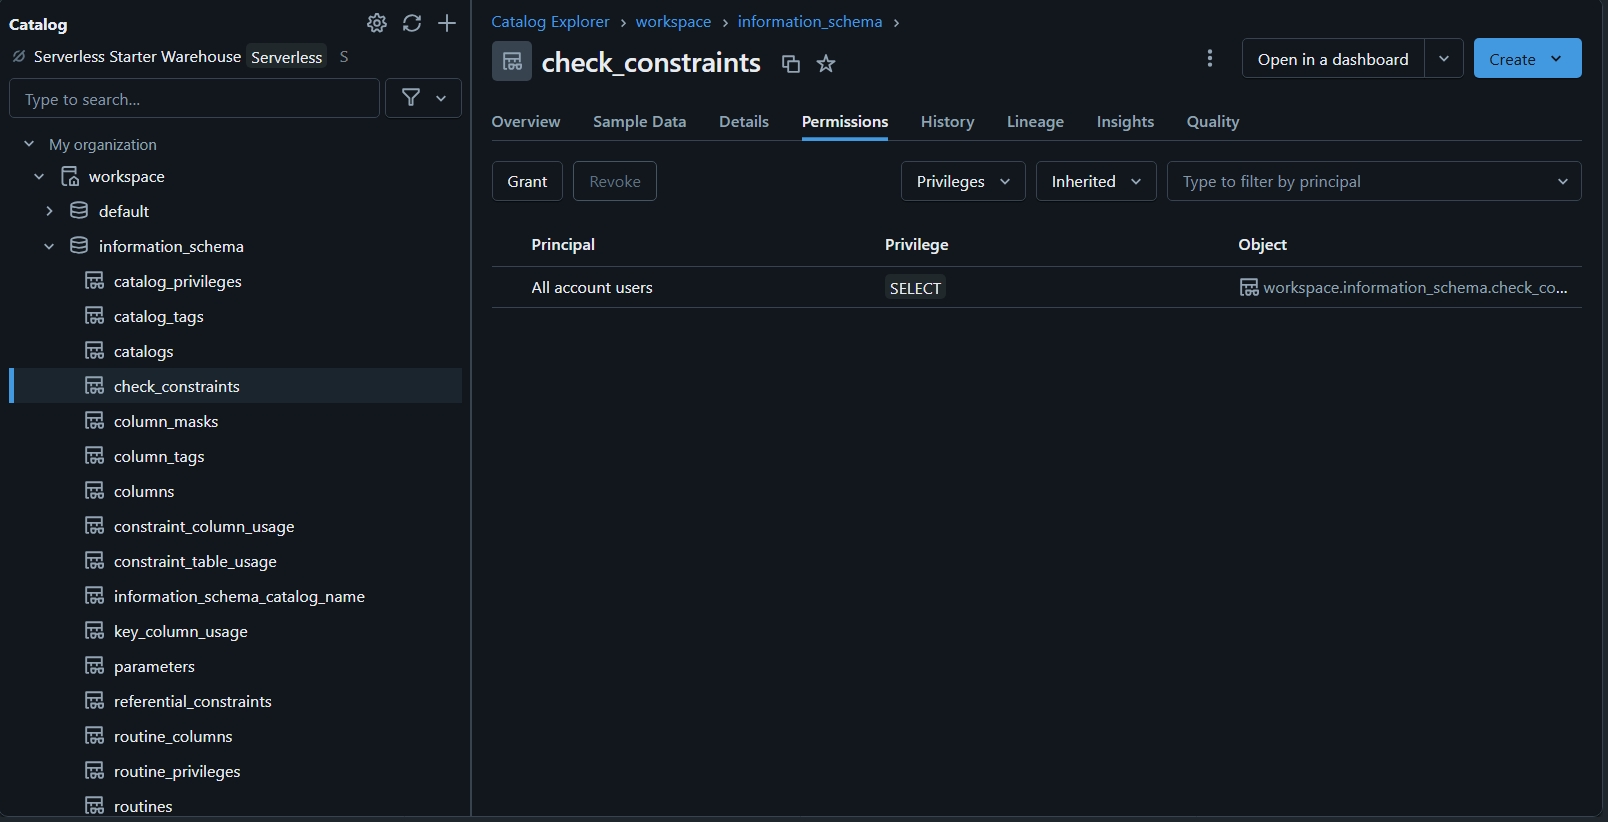 Catalog
Serverless Starter Warehouse Serverless S
Type to search...
My organization
workspace
default
information_schema
catalog_privileges
catalog_tags
catalogs
check_constraints
column_masks
column_tags
columns
constraint_column_usage
constraint_table_usage
information_schema_catalog_name
key_column_usage
parameters
referential_constraints
routine_columns
routine_privileges
routines
Catalog Explorer › workspace › information_schema ›
check_constraints
Open in a dashboard
Create
Overview Sample Data Details Permissions History Lineage Insights Quality
Grant Revoke Privileges Inherited Type to filter by principal
Principal Privilege Object
All account users SELECT workspace.information_schema.check_co...